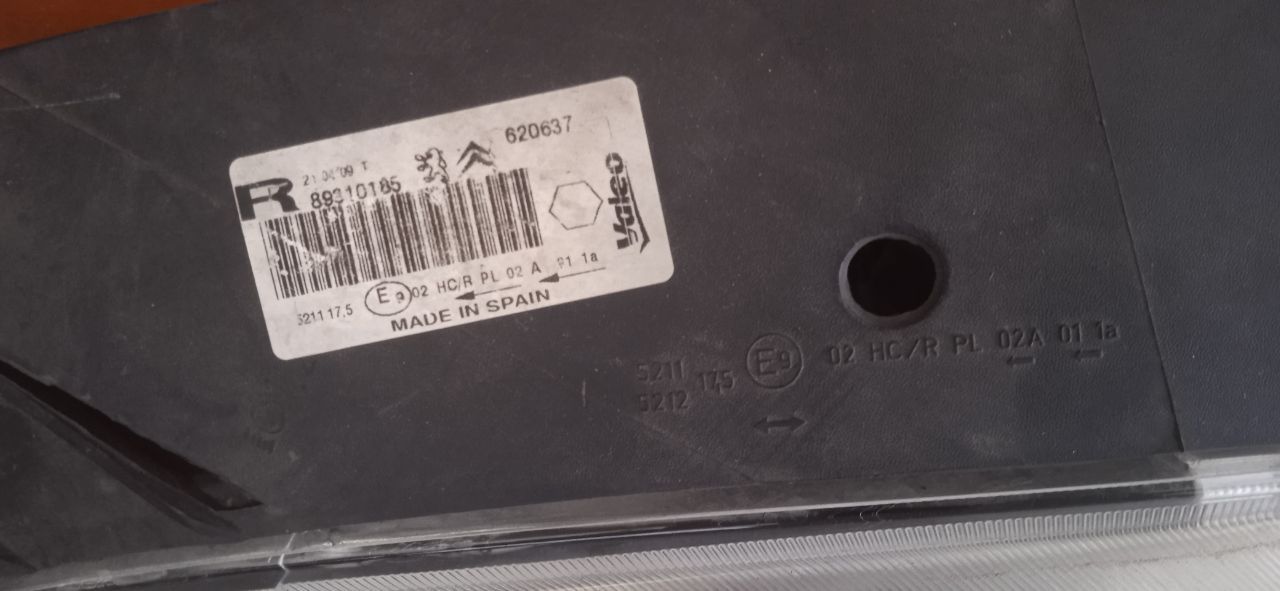 620637
21 04 09 T
R 89310185
Valeo
5211 17,5 E9 02 HC/R PL 02 A 01 1a
MADE IN SPAIN
5211
5212
17,5 E9 02 HC/R PL 02A 01 1a